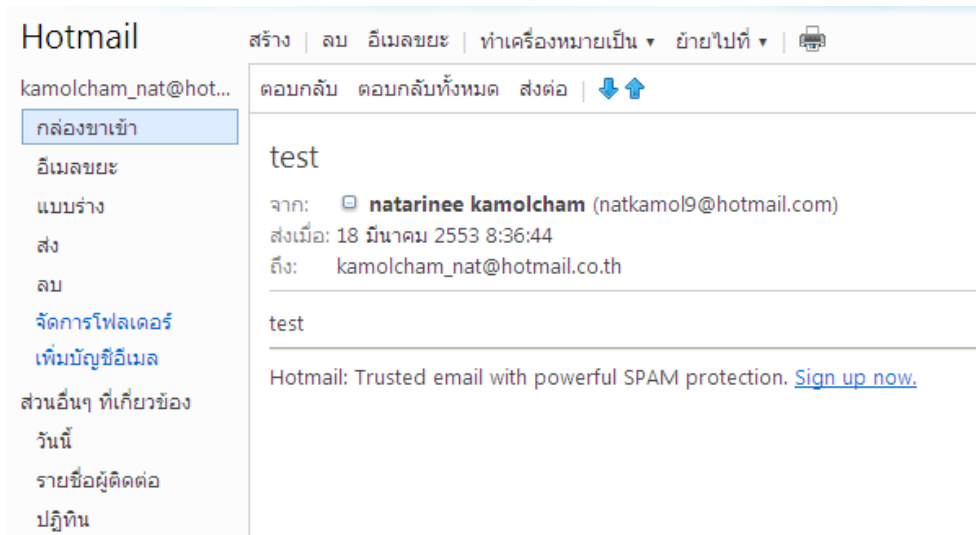 Hotmail
สร้าง | ลบ อีเมลขยะ | ทำเครื่องหมายเป็น ▾ ย้ายไปที่ ▾ |
kamolcham_nat@hot...
ตอบกลับ ตอบกลับทั้งหมด ส่งต่อ |
กล่องขาเข้า
อีเมลขยะ
แบบร่าง
ส่ง
ลบ
จัดการโฟลเดอร์
เพิ่มบัญชีอีเมล
ส่วนอื่นๆ ที่เกี่ยวข้อง
วันนี้
รายชื่อผู้ติดต่อ
ปฏิทิน
test
จาก: natarinee kamolcham (natkamol9@hotmail.com)
ส่งเมื่อ: 18 มีนาคม 2553 8:36:44
ถึง: kamolcham_nat@hotmail.co.th
test
Hotmail: Trusted email with powerful SPAM protection. Sign up now.